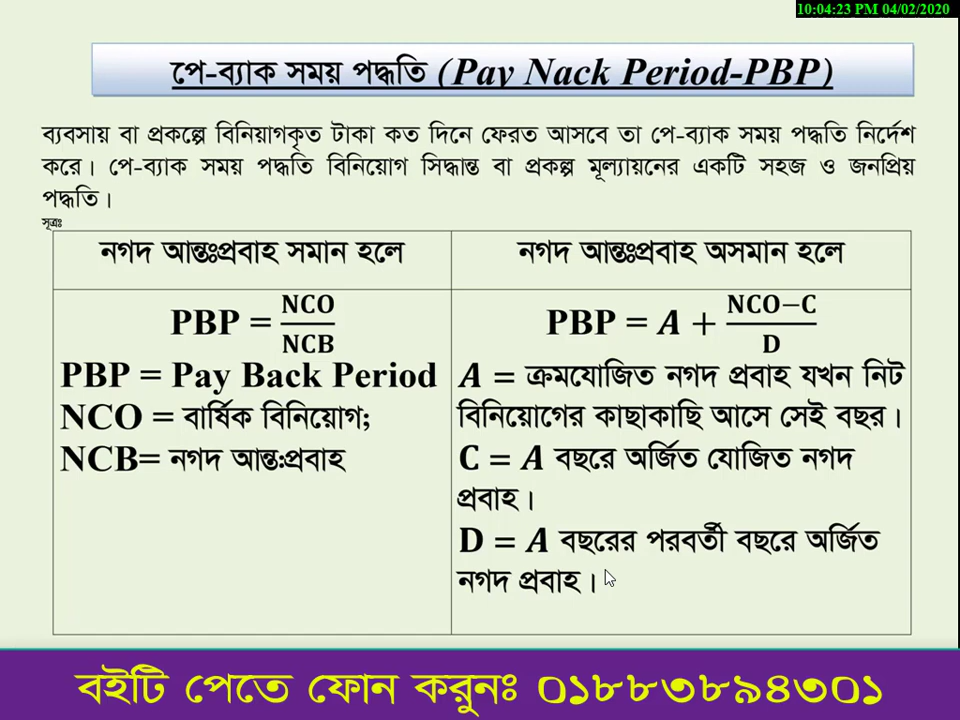 10:04:23 PM 04/02/2020
পে-ব্যাক সময় পদ্ধতি (Pay Nack Period-PBP)
ব্যবসায় বা প্রকল্পে বিনিয়াগকৃত টাকা কত দিনে ফেরত আসবে তা পে-ব্যাক সময় পদ্ধতি নির্দেশ
করে। পে-ব্যাক সময় পদ্ধতি বিনিয়োগ সিদ্ধান্ত বা প্রকল্প মূল্যায়নের একটি সহজ ও জনপ্রিয়
পদ্ধতি।
সূত্রঃ
নগদ আন্তঃপ্রবাহ সমান হলে
PBP = NCO/NCB
PBP = Pay Back Period
NCO = বার্ষিক বিনিয়োগ;
NCB= নগদ আন্তঃপ্রবাহ
নগদ আন্তঃপ্রবাহ অসমান হলে
PBP = A + NCO−C/D
A = ক্রমযোজিত নগদ প্রবাহ যখন নিট
বিনিয়োগের কাছাকাছি আসে সেই বছর।
C = A বছরে অর্জিত যোজিত নগদ
প্রবাহ।
D = A বছরের পরবর্তী বছরে অর্জিত
নগদ প্রবাহ।
বইটি পেতে ফোন করুনঃ ০১৮৮৩৮৯৪৩০১